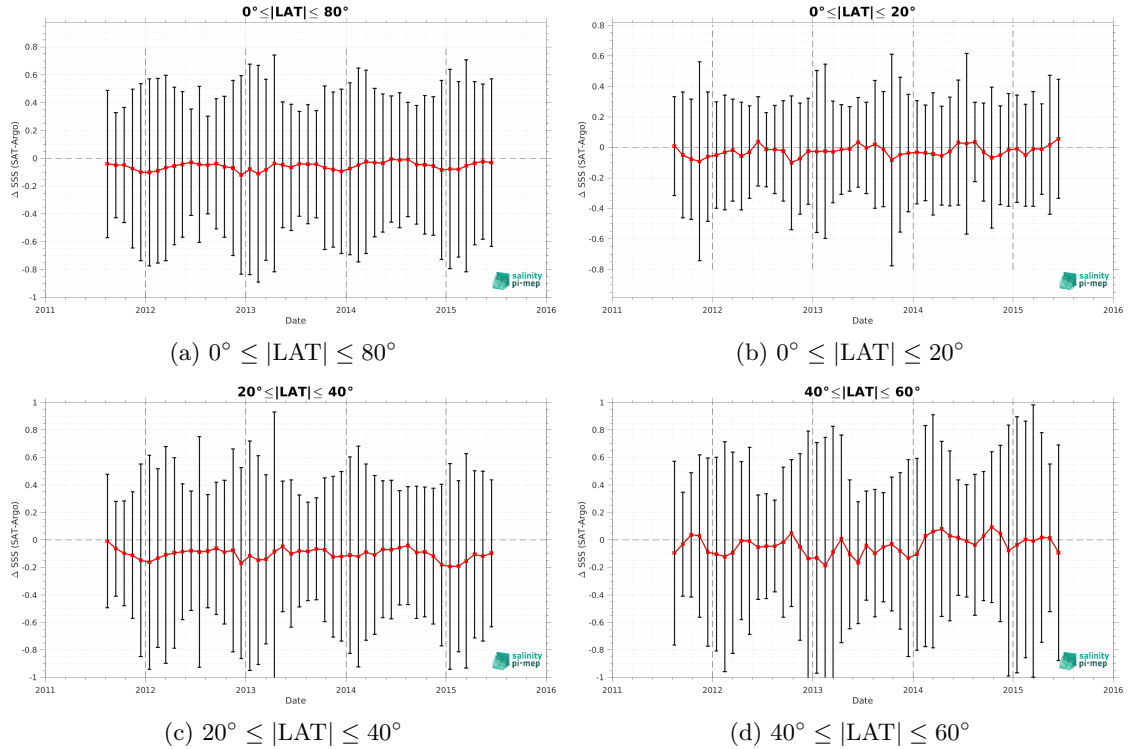 0°≤|LAT|≤ 80°
Δ SSS (SAT-Argo)
0.8
0.6
0.4
0.2
0
-0.2
-0.4
-0.6
-0.8
-1
2011
2012
2013
2014
2015
2016
Date
salinity
pi-mep
(a) 0° ≤ |LAT| ≤ 80°
0°≤|LAT|≤ 20°
Δ SSS (SAT-Argo)
0.8
0.6
0.4
0.2
0
-0.2
-0.4
-0.6
0.8
2011
2012
2013
2014
2015
2016
Date
salinity
pi-mep
(b) 0° ≤ |LAT| ≤ 20°
20°≤|LAT|≤ 40°
Δ SSS (SAT-Argo)
1
0.8
0.6
0.4
0.2
0
-0.2
-0.4
-0.6
-0.8
-1
2011
2012
2013
2014
2015
2016
Date
salinity
pi-mep
(c) 20° ≤ |LAT| ≤ 40°
40°≤|LAT|≤ 60°
Δ SSS (SAT-Argo)
1
0.8
0.6
0.4
0.2
0
-0.2
-0.4
-0.6
-0.8
-1
2011
2012
2013
2014
2015
2016
Date
salinity
pi-mep
(d) 40° ≤ |LAT| ≤ 60°